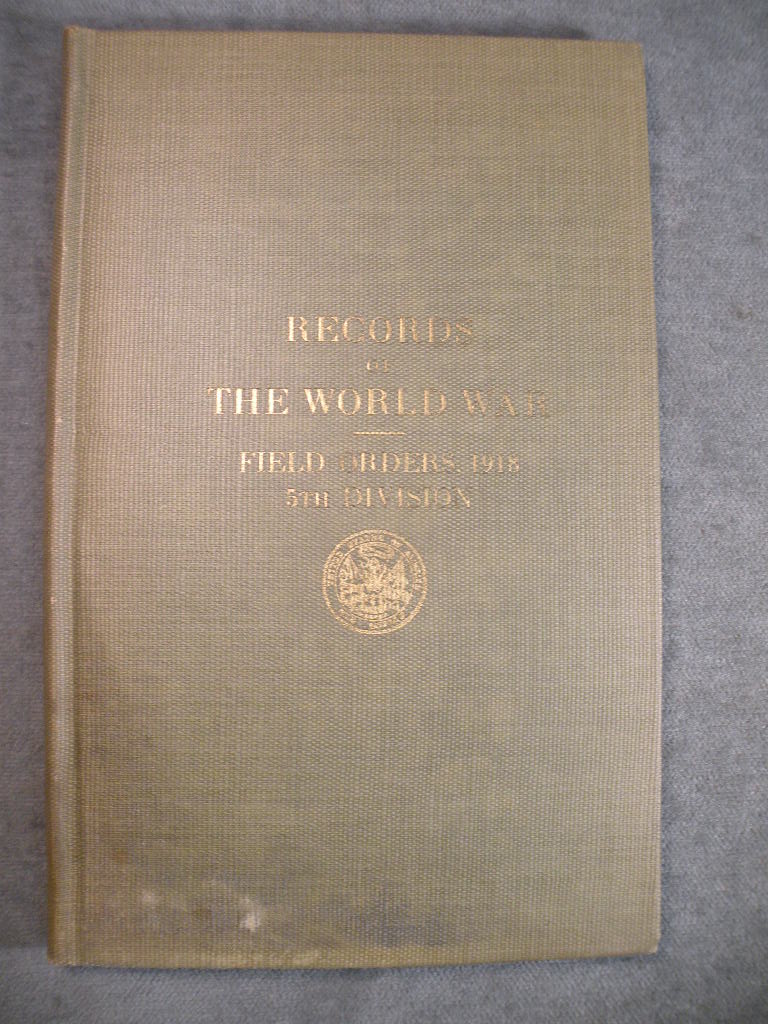 RECORDS
OF
THE WORLD WAR
FIELD ORDERS, 1918
5TH DIVISION